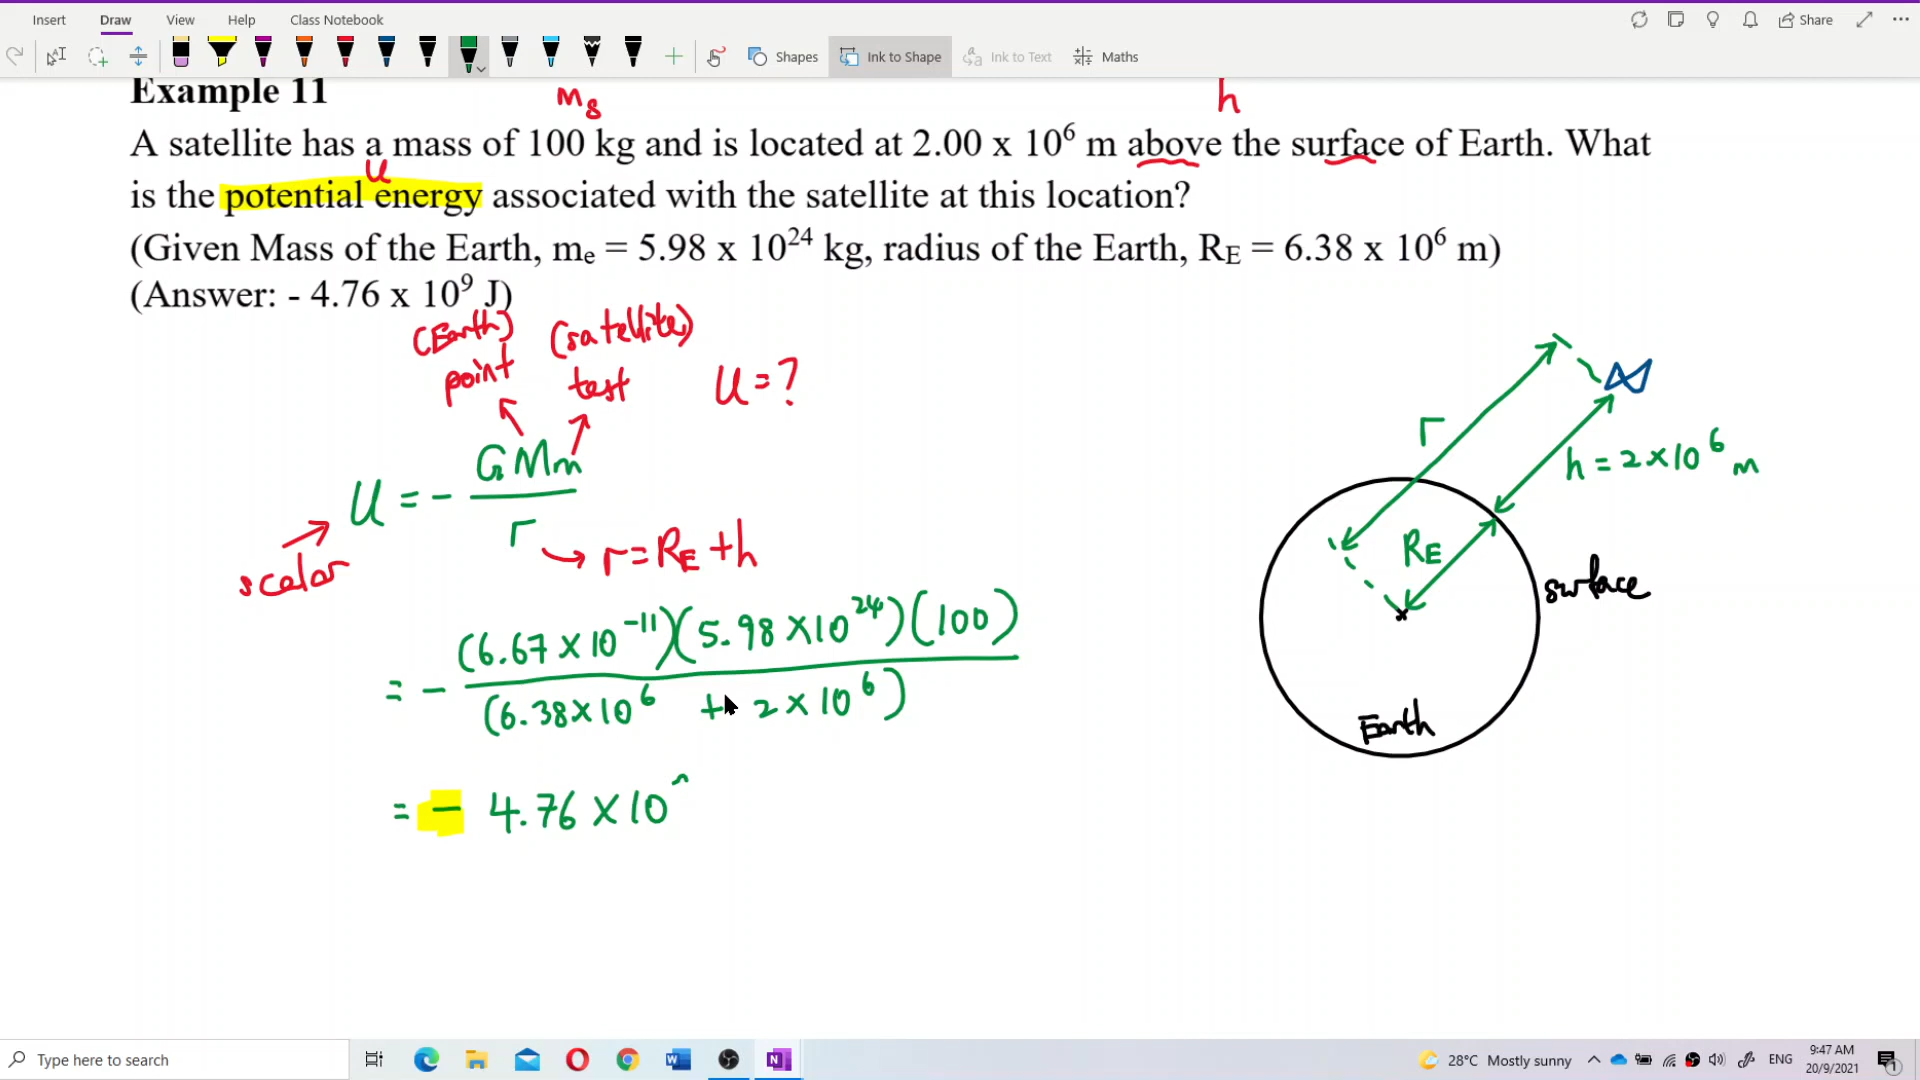 Insert Draw View Help Class Notebook Share
Shapes Ink to Shape Ink to Text Maths
Example 11
ms
h
A satellite has a mass of 100 kg and is located at 2.00 x 10⁶ m above the surface of Earth. What
u
is the potential energy associated with the satellite at this location?
(Given Mass of the Earth, mₑ = 5.98 x 10²⁴ kg, radius of the Earth, R_E = 6.38 x 10⁶ m)
(Answer: - 4.76 x 10⁹ J)
(Earth) (satellite)
point test U = ?
U = - GMm / r
scalar
r = R_E + h
= - (6.67 × 10⁻¹¹)(5.98 × 10²⁴)(100)
(6.38 × 10⁶ + 2 × 10⁶)
= - 4.76 × 10
r
h = 2 × 10⁶ m
R_E
surface
Earth
Type here to search
28°C Mostly sunny ENG 9:47 AM
20/9/2021
1